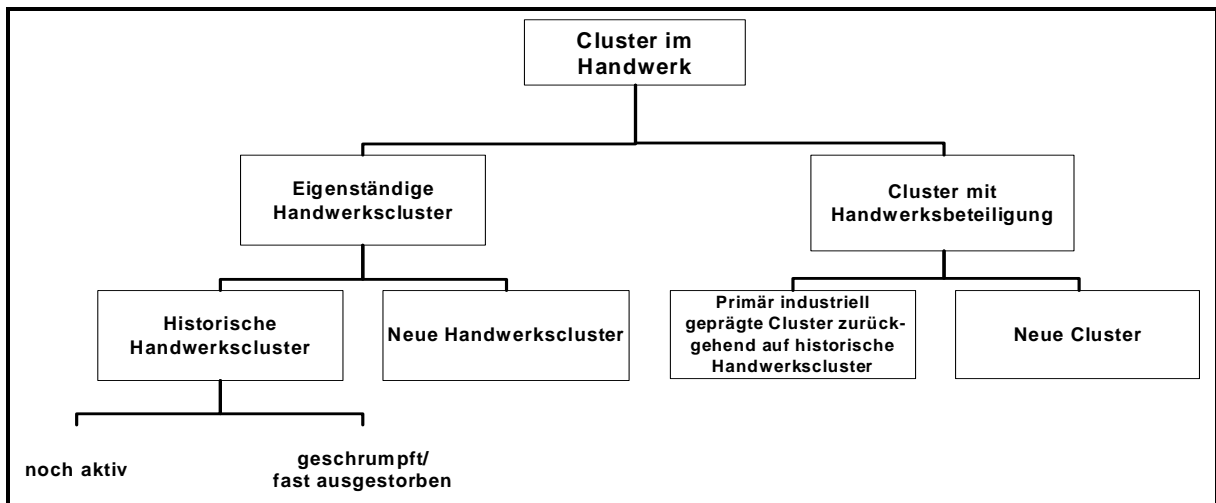 Cluster im
Handwerk
Eigenständige
Handwerkscluster
Cluster mit
Handwerksbeteiligung
Historische
Handwerkscluster
Neue Handwerkscluster
Primär industriell
geprägte Cluster zurück-
gehend auf historische
Handwerkscluster
Neue Cluster
noch aktiv
geschrumpft/
fast ausgestorben